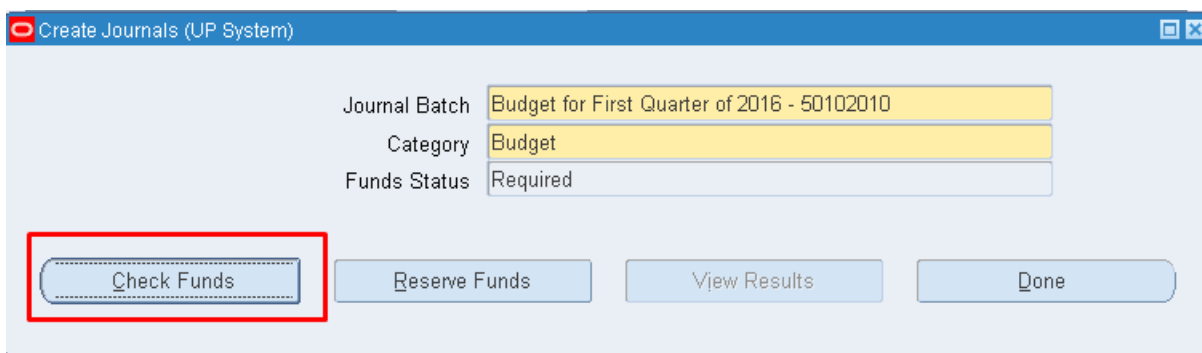 Create Journals (UP System)
Journal Batch Budget for First Quarter of 2016 - 50102010
Category Budget
Funds Status Required
Check Funds Reserve Funds View Results Done